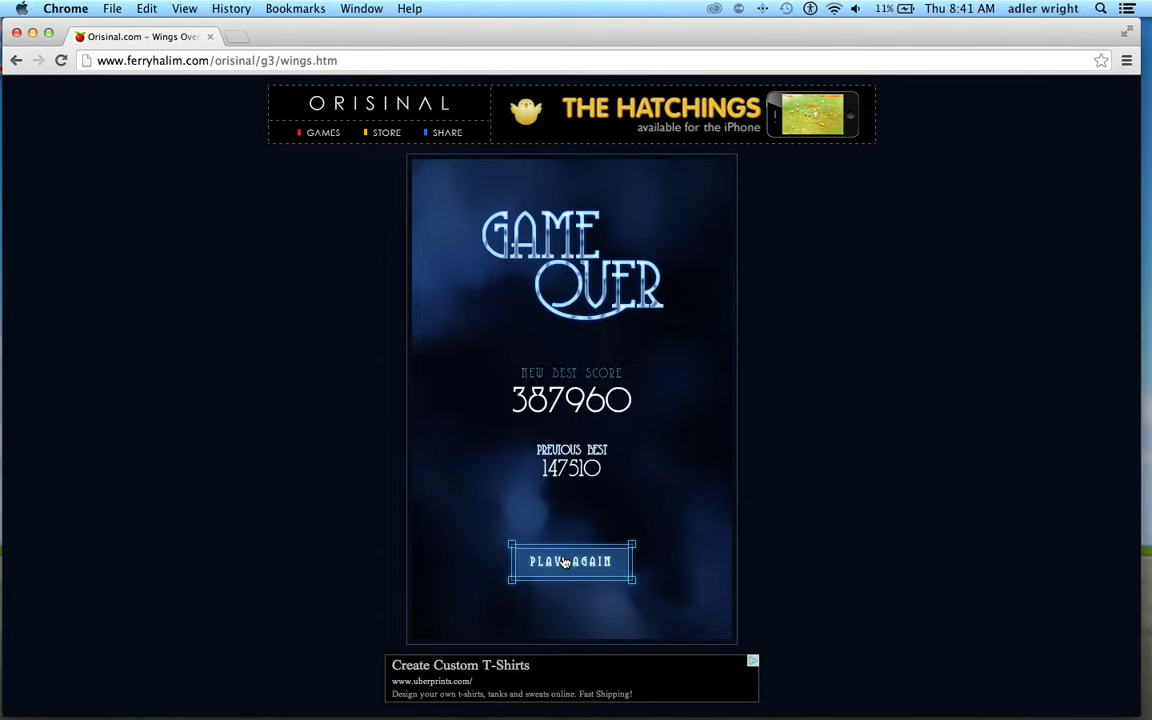 Chrome File Edit View History Bookmarks Window Help 11% Thu 8:41 AM adler wright
Orisinal.com – Wings Over
www.ferryhalim.com/orisinal/g3/wings.htm
ORISINAL
GAMES STORE SHARE
THE HATCHINGS
available for the iPhone
GAME
OVER
NEW BEST SCORE
387960
PREVIOUS BEST
147510
PLAY AGAIN
Create Custom T-Shirts
www.uberprints.com/
Design your own t-shirts, tanks and sweats online. Fast Shipping!